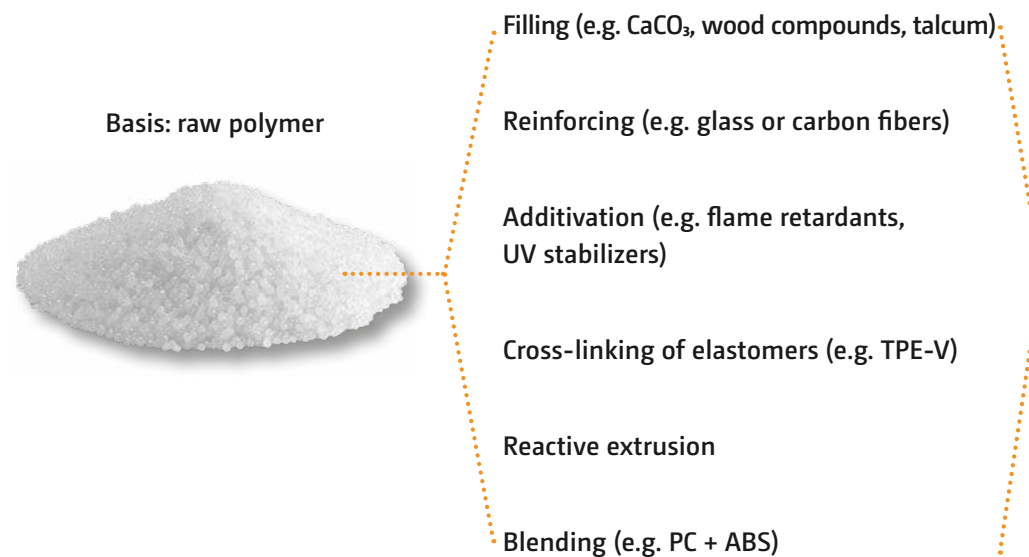 Filling (e.g. CaCO₃, wood compounds, talcum)
Basis: raw polymer
Reinforcing (e.g. glass or carbon fibers)
Additivation (e.g. flame retardants,
UV stabilizers)
Cross-linking of elastomers (e.g. TPE-V)
Reactive extrusion
Blending (e.g. PC + ABS)